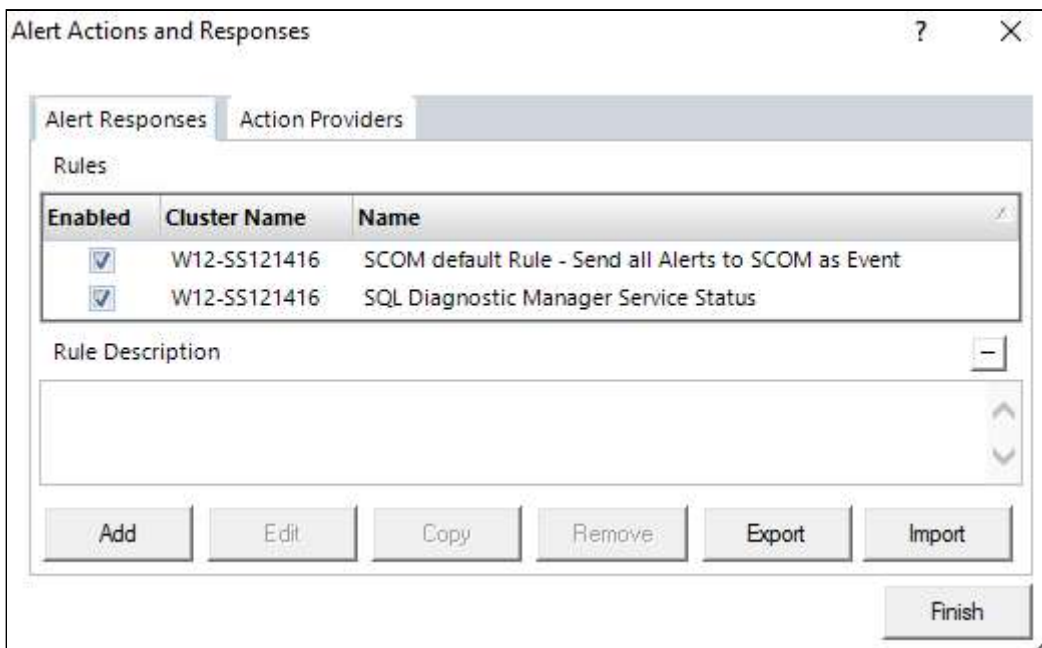 Alert Actions and Responses ? X
Alert Responses Action Providers
Rules
Enabled Cluster Name Name
W12-SS121416 SCOM default Rule - Send all Alerts to SCOM as Event
W12-SS121416 SQL Diagnostic Manager Service Status
Rule Description
Add Edit Copy Remove Export Import
Finish